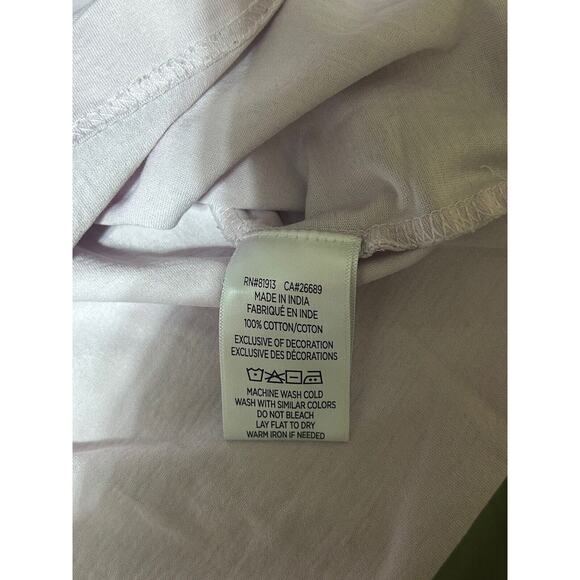 RN#81913 CA#26689
MADE IN INDIA
FABRIQUÉ EN INDE
100% COTTON/COTON
EXCLUSIVE OF DECORATION
EXCLUSIVE DES DÉCORATIONS
MACHINE WASH COLD
WASH WITH SIMILAR COLORS
DO NOT BLEACH
LAY FLAT TO DRY
WARM IRON IF NEEDED